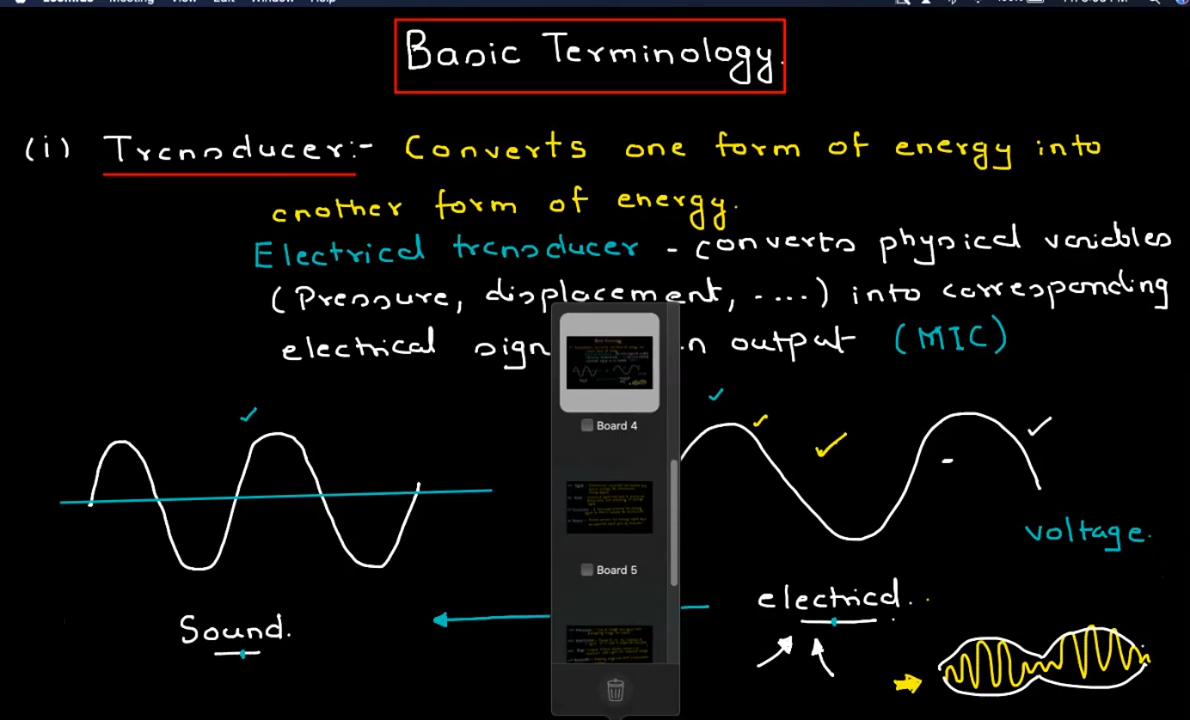 Basic Terminology.
(i) Transducer:- Converts one form of energy into
another form of energy.
Electrical transducer - converts physical variables
(Pressure, displacement, ....) into corresponding
electrical sign n output (MIC)
Board 4
Board 5
voltage.
electrical.
Sound.